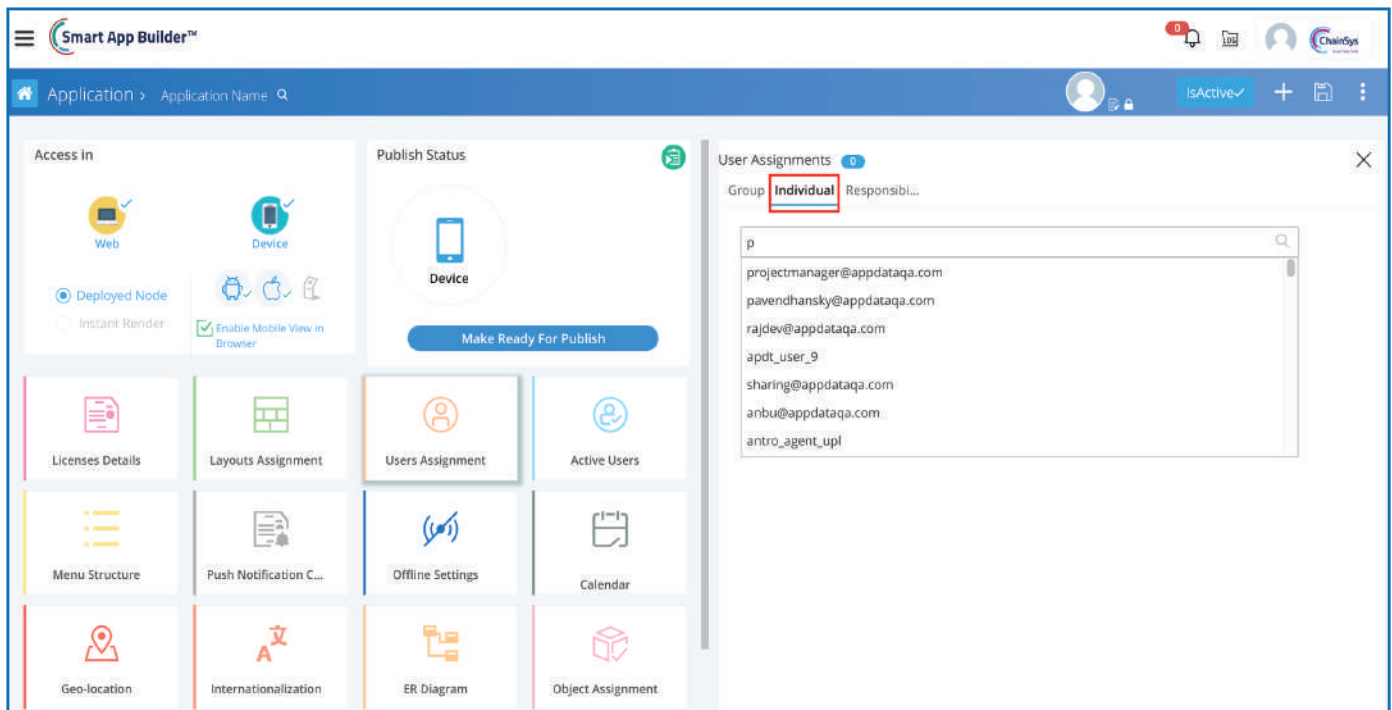 Smart App Builder™
0
LOG
ChainSys
Application > Application Name
IsActive✓
Access in
Web
Device
Deployed Node
Instant Render
Enable Mobile View in
Browser
Publish Status
Device
Make Ready For Publish
Licenses Details
Layouts Assignment
Users Assignment
Active Users
Menu Structure
Push Notification C...
Offline Settings
Calendar
Geo-location
Internationalization
ER Diagram
Object Assignment
User Assignments 0
Group Individual Responsibi...
p
projectmanager@appdataqa.com
pavendhansky@appdataqa.com
rajdev@appdataqa.com
apdt_user_9
sharing@appdataqa.com
anbu@appdataqa.com
antro_agent_upl